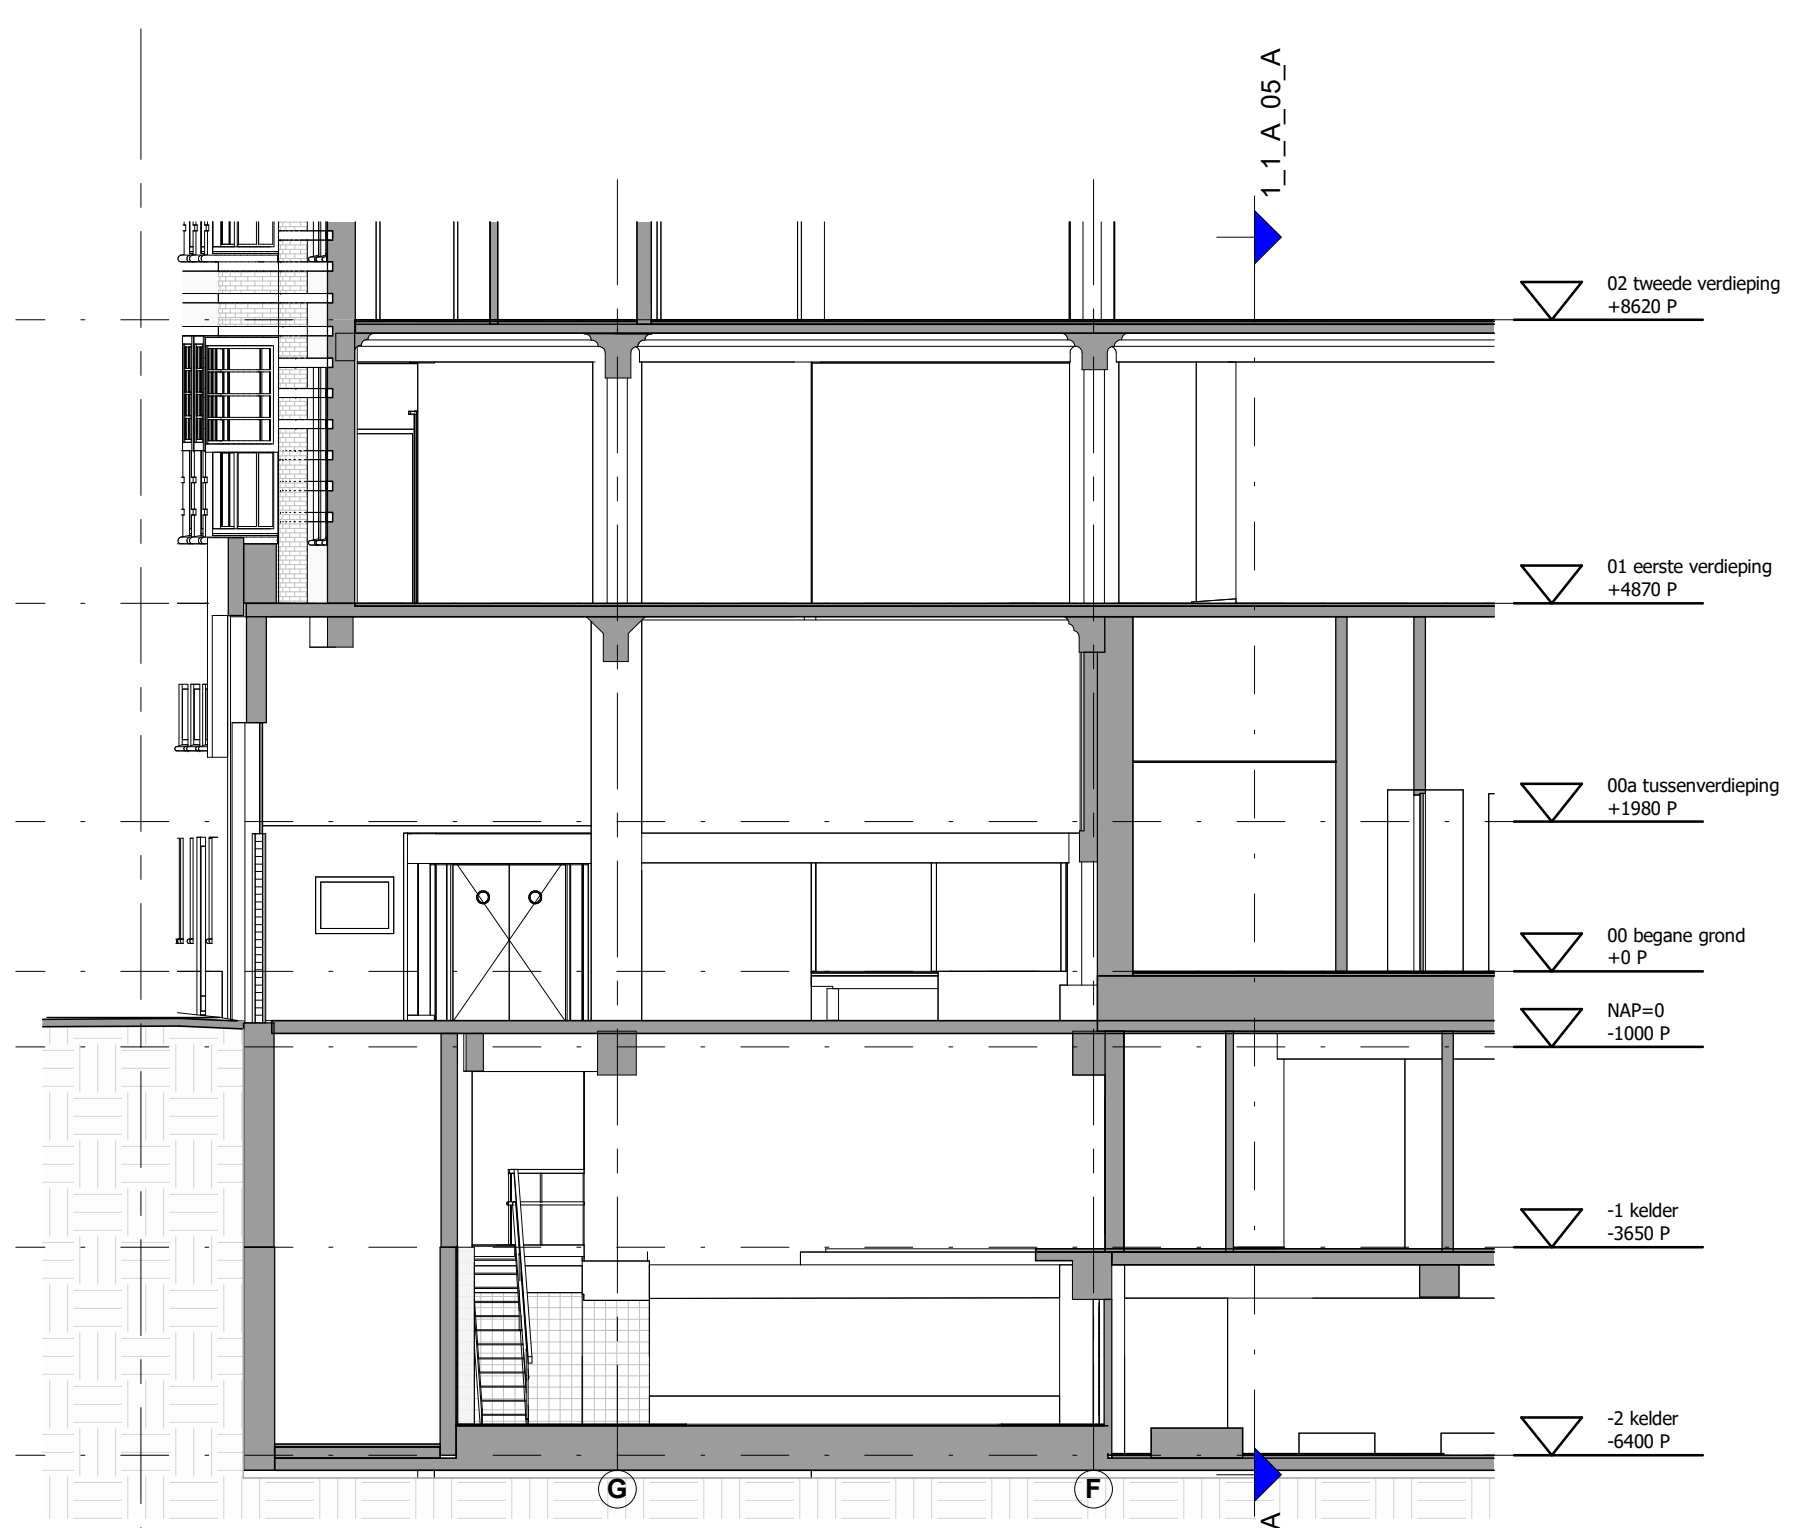 1_1_A_05_A
02 tweede verdieping
+8620 P
01 eerste verdieping
+4870 P
00a tussenverdieping
+1980 P
00 begane grond
+0 P
NAP=0
-1000 P
-1 kelder
-3650 P
-2 kelder
-6400 P
G
F
A